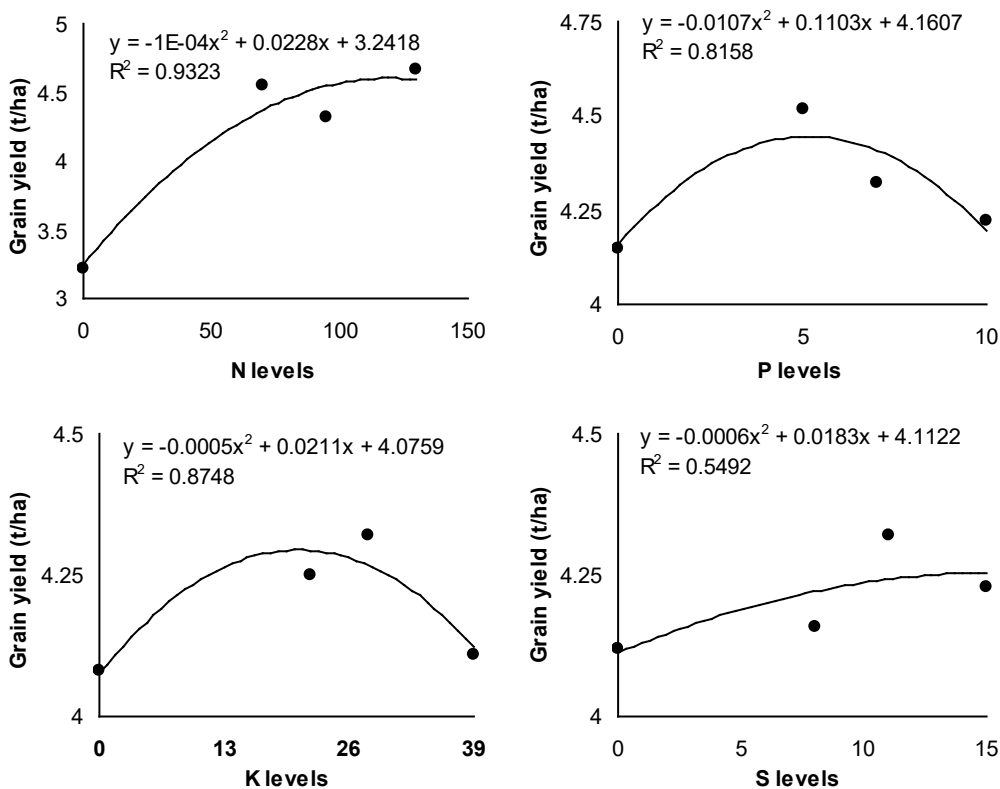 y = -1E-04x² + 0.0228x + 3.2418
R² = 0.9323
Grain yield (t/ha)
5
4.5
4
3.5
3
0 50 100 150
N levels
y = -0.0107x² + 0.1103x + 4.1607
R² = 0.8158
Grain yield (t/ha)
4.75
4.5
4.25
4
0 5 10
P levels
y = -0.0005x² + 0.0211x + 4.0759
R² = 0.8748
Grain yield (t/ha)
4.5
4.25
4
0 13 26 39
K levels
y = -0.0006x² + 0.0183x + 4.1122
R² = 0.5492
Grain yield (t/ha)
4.5
4.25
4
0 5 10 15
S levels